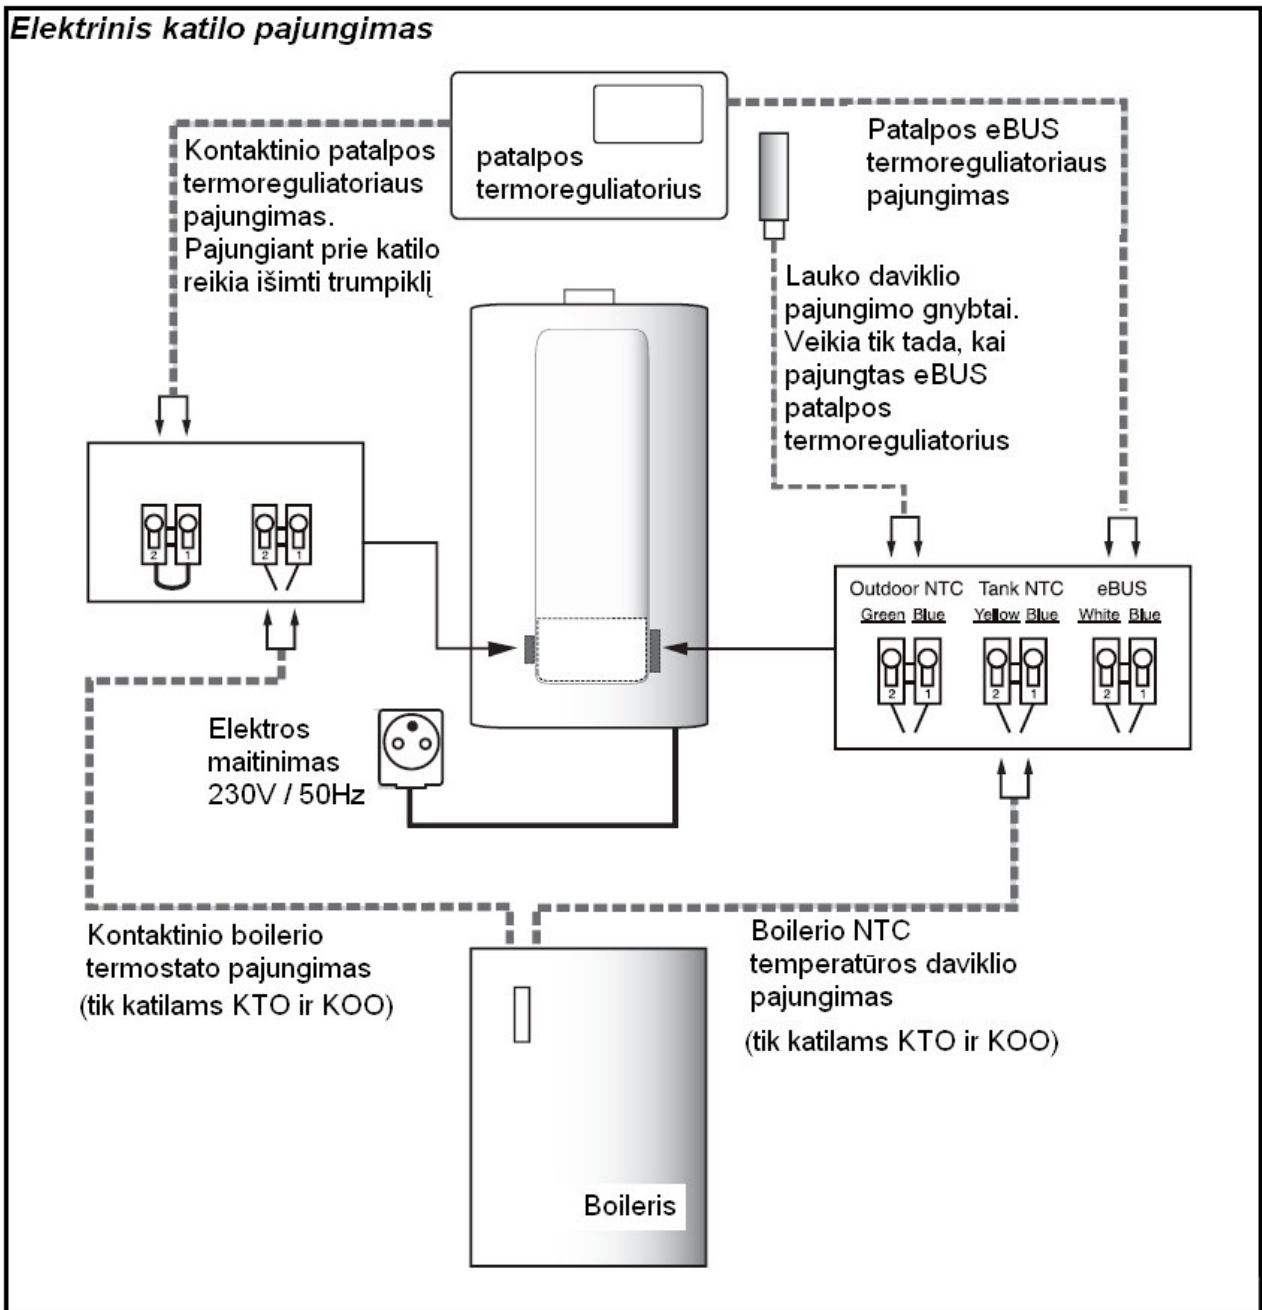 Elektrinis katilo pajungimas
Kontaktinio patalpos
termoreguliatoriaus
pajungimas.
Pajungiant prie katilo
reikia išimti trumpiklį
patalpos
termoreguliatorius
Patalpos eBUS
termoreguliatoriaus
pajungimas
Lauko daviklio
pajungimo gnybtai.
Veikia tik tada, kai
pajungtas eBUS
patalpos
termoreguliatorius
2 1 2 1
Outdoor NTC Tank NTC eBUS
Green Blue Yellow Blue White Blue
2 1 2 1 2 1
Elektros
maitinimas
230V / 50Hz
Kontaktinio boilerio
termostato pajungimas
(tik katilams KTO ir KOO)
Boilerio NTC
temperatūros daviklio
pajungimas
(tik katilams KTO ir KOO)
Boileris